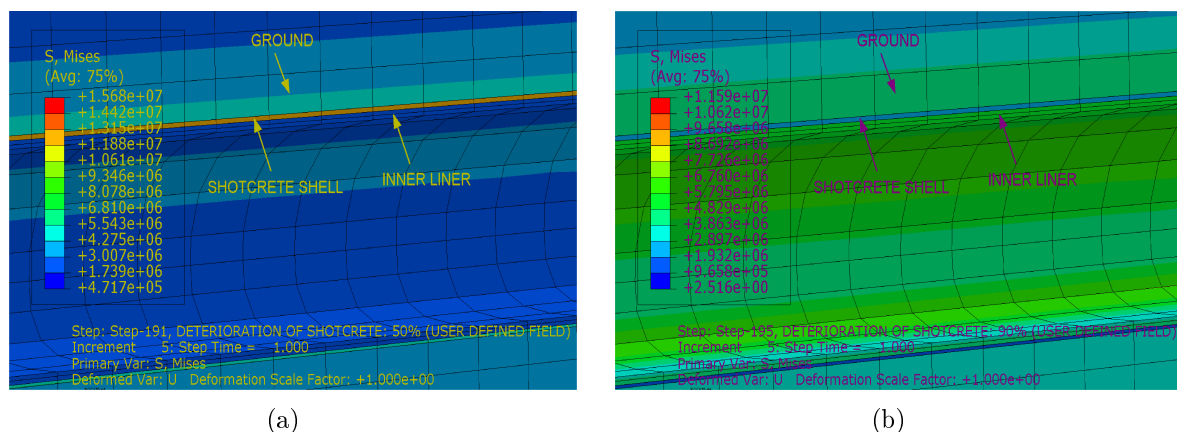 GROUND
S, Mises
(Avg: 75%)
+1.568e+07
+1.442e+07
+1.315e+07
+1.188e+07
+1.061e+07
+9.346e+06
+8.078e+06
+6.810e+06
+5.543e+06
+4.275e+06
+3.007e+06
+1.739e+06
+4.717e+05
SHOTCRETE SHELL
INNER LINER
Step: Step-191, DETERIORATION OF SHOTCRETE: 50% (USER DEFINED FIELD)
Increment 5: Step Time = 1.000
Primary Var: S, Mises
Deformed Var: U Deformation Scale Factor: +1.000e+00
(a)
GROUND
S, Mises
(Avg: 75%)
+1.159e+07
+1.062e+07
+9.658e+06
+8.692e+06
+7.726e+06
+6.760e+06
+5.795e+06
+4.829e+06
+3.863e+06
+2.897e+06
+1.932e+06
+9.658e+05
+2.516e+00
SHOTCRETE SHELL
INNER LINER
Step: Step-195, DETERIORATION OF SHOTCRETE: 90% (USER DEFINED FIELD)
Increment 5: Step Time = 1.000
Primary Var: S, Mises
Deformed Var: U Deformation Scale Factor: +1.000e+00
(b)